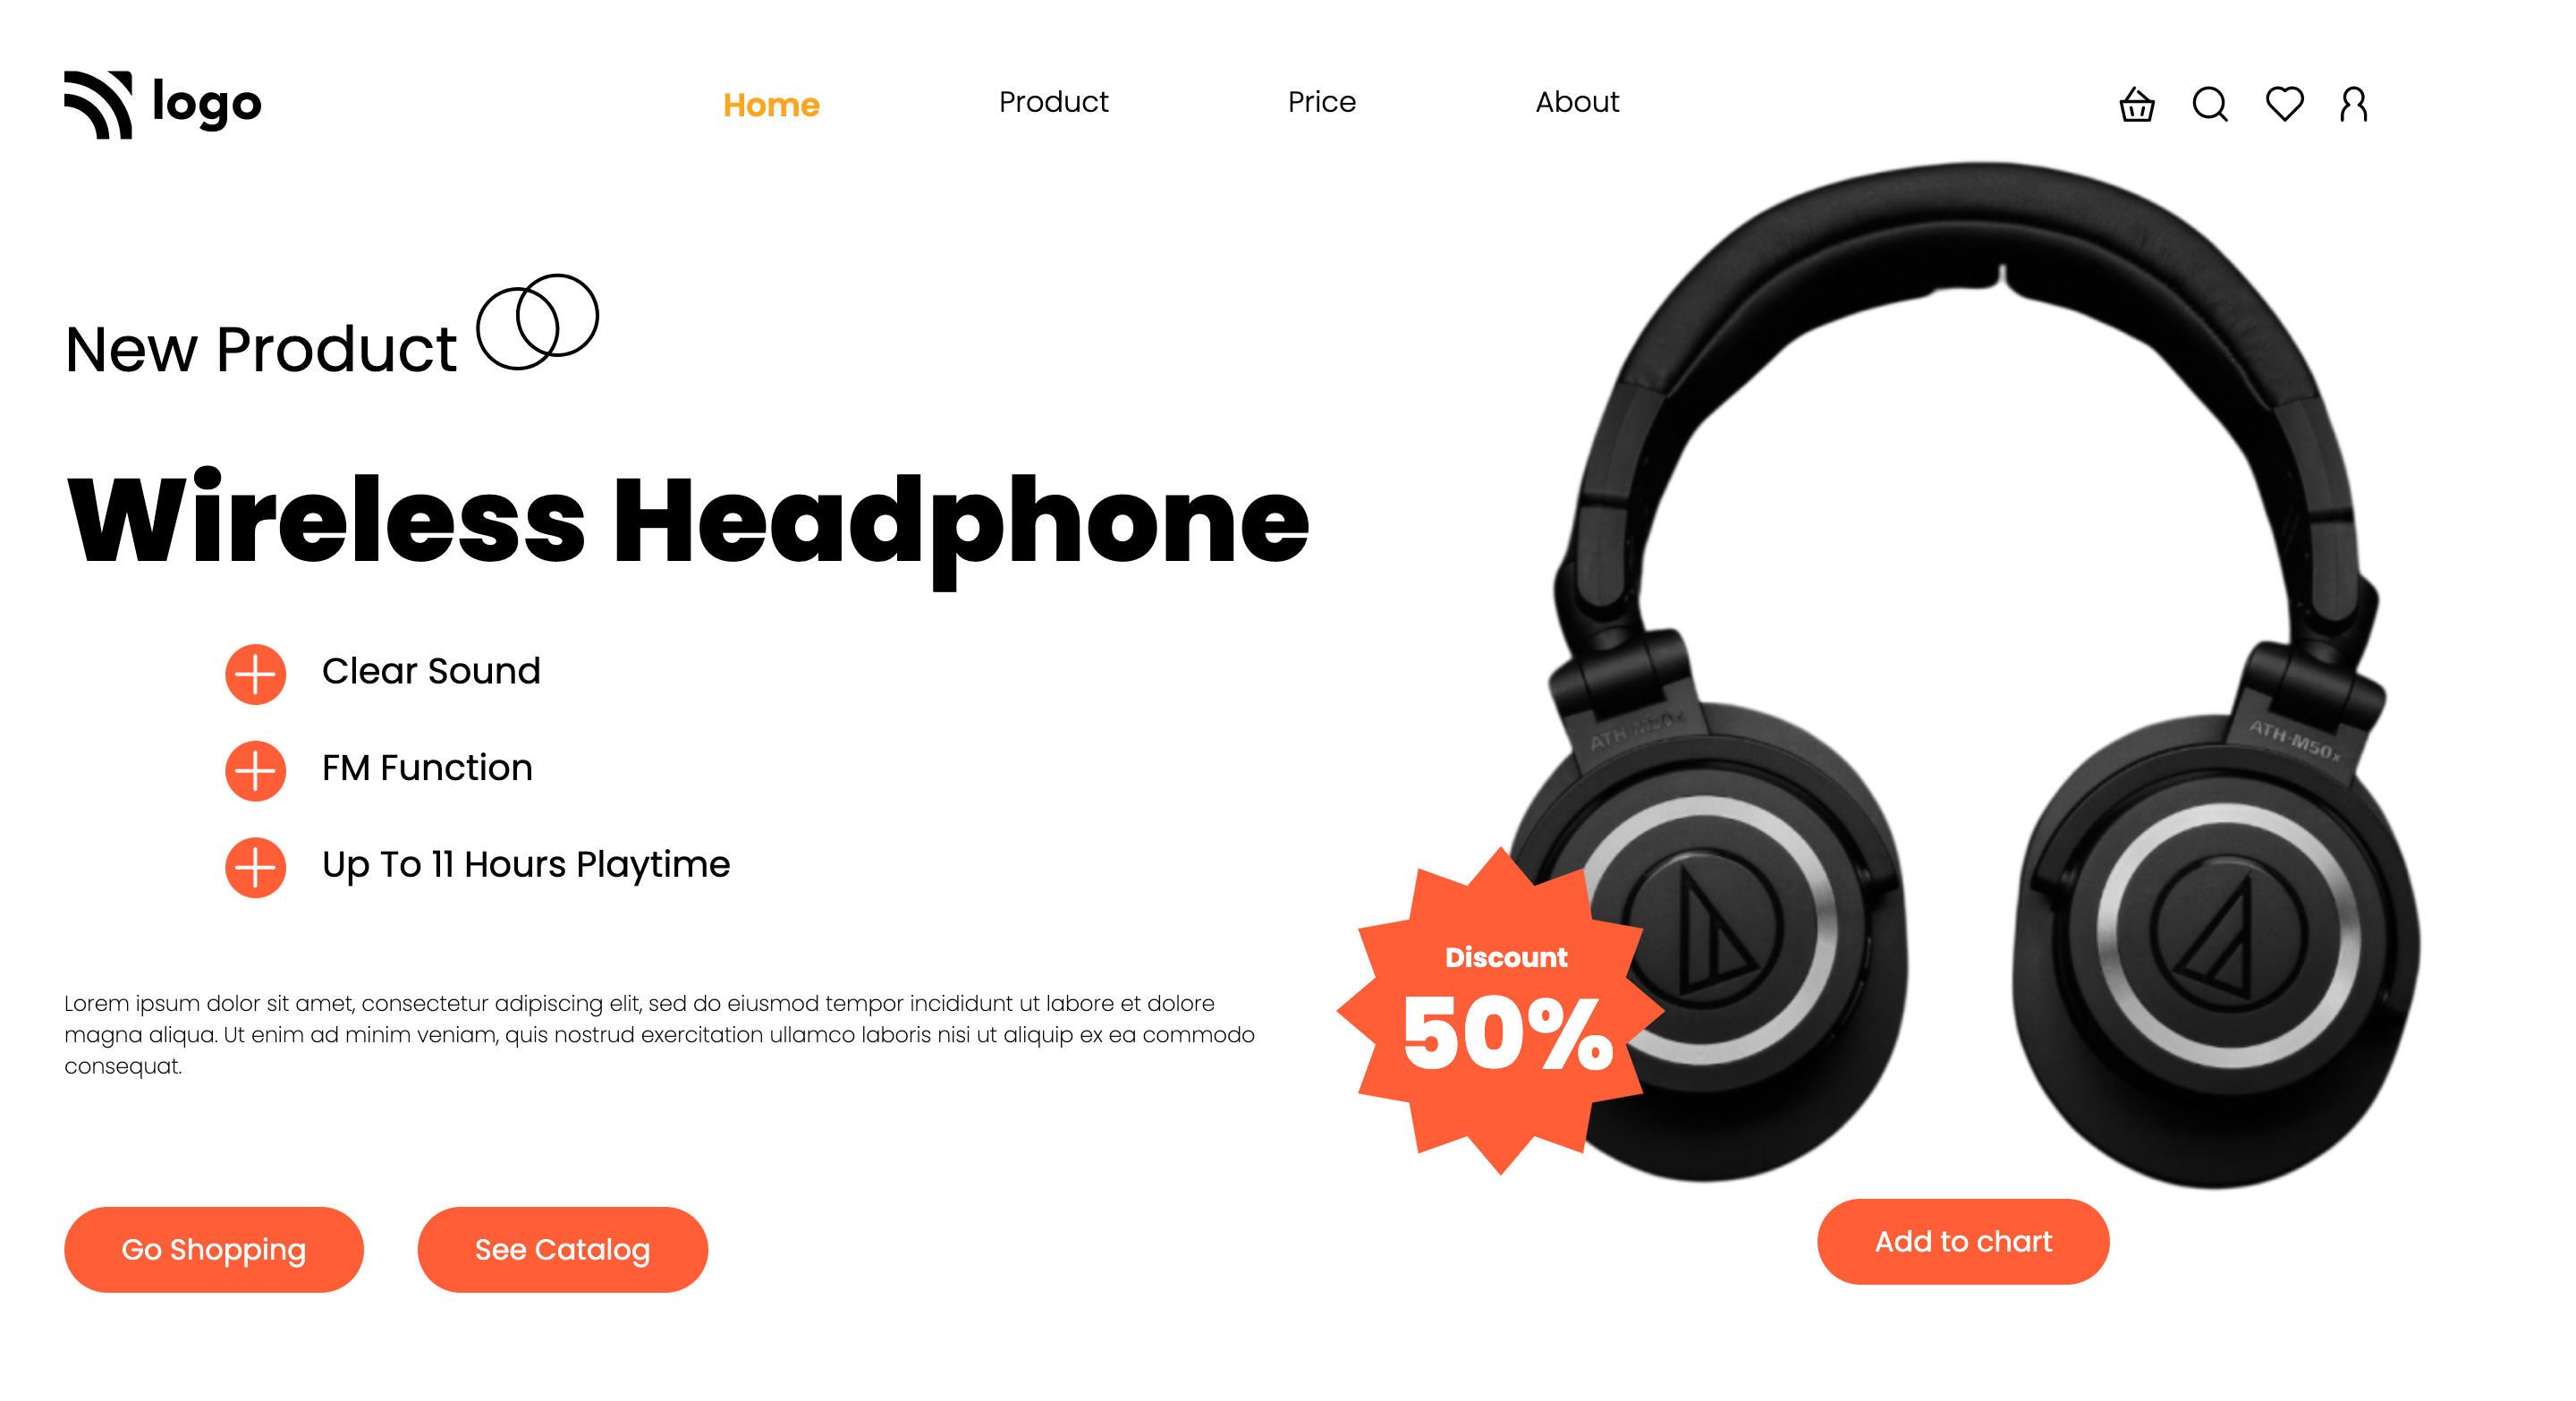 logo
Home
Product
Price
About
New Product
Wireless Headphone
Clear Sound
FM Function
Up To 11 Hours Playtime
Lorem ipsum dolor sit amet, consectetur adipiscing elit, sed do eiusmod tempor incididunt ut labore et dolore
magna aliqua. Ut enim ad minim veniam, quis nostrud exercitation ullamco laboris nisi ut aliquip ex ea commodo
consequat.
Go Shopping
See Catalog
ATH-M50x
ATH-M50x
Discount
50%
Add to chart